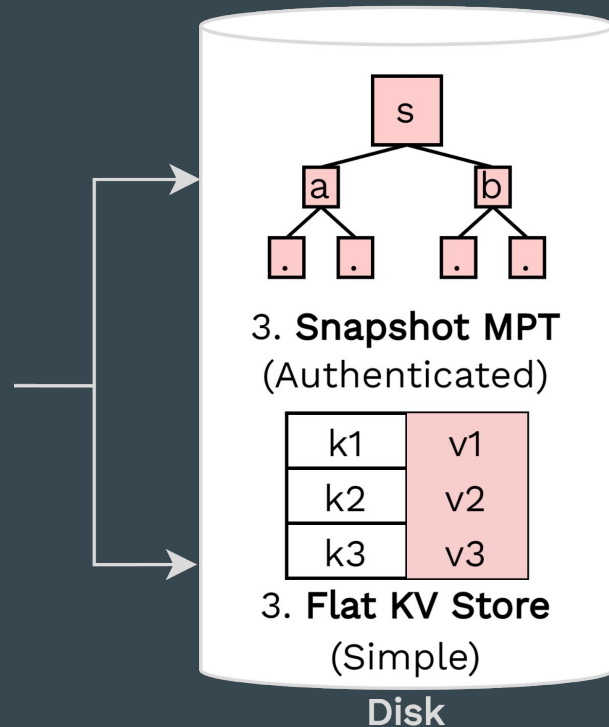 s
a b
. . . .
3. Snapshot MPT
(Authenticated)
k1 v1
k2 v2
k3 v3
3. Flat KV Store
(Simple)
Disk